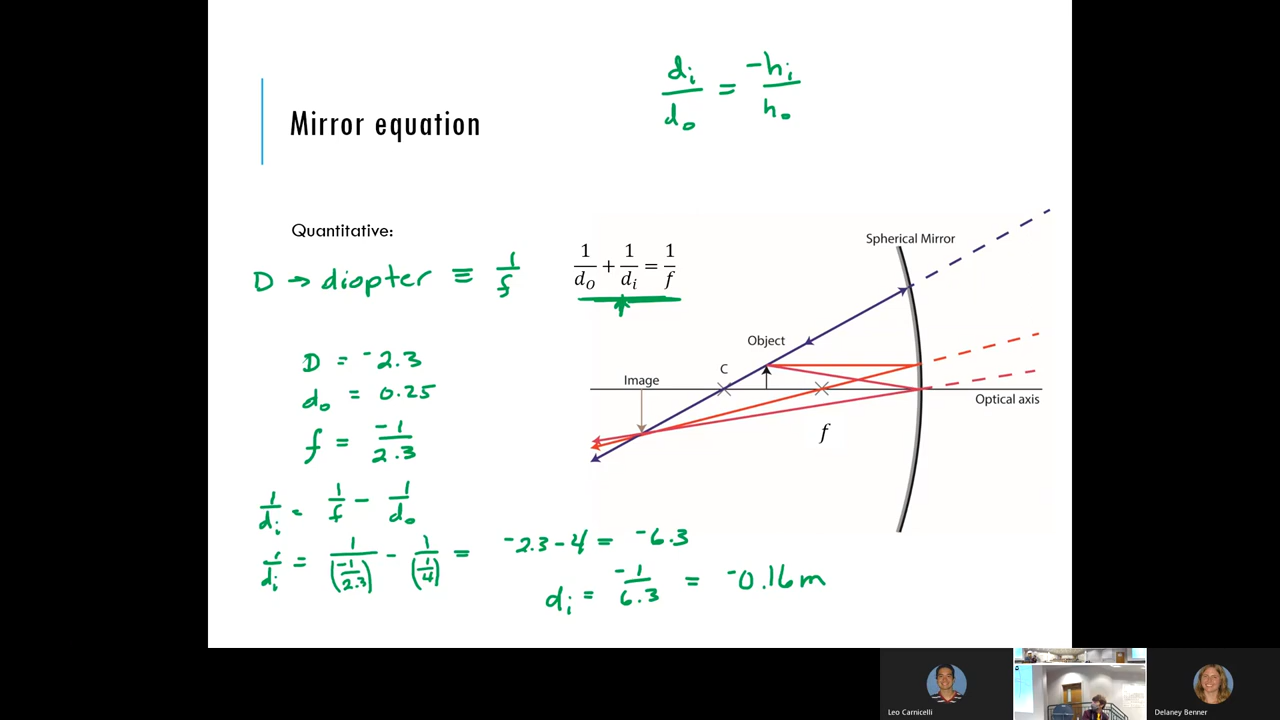 dᵢ/dₒ = -hᵢ/hₒ
Mirror equation
Quantitative:
D → diopter ≡ 1/f
1/d_O + 1/dᵢ = 1/f
Spherical Mirror
Object
C
Image
Optical axis
f
D = -2.3
dₒ = 0.25
f = -1/2.3
1/dᵢ = 1/f - 1/dₒ
1/dᵢ = 1/(-1/2.3) - 1/(1/4) = -2.3-4 = -6.3
dᵢ = -1/6.3 = -0.16m
Leo Carnicelli
Delaney Benner